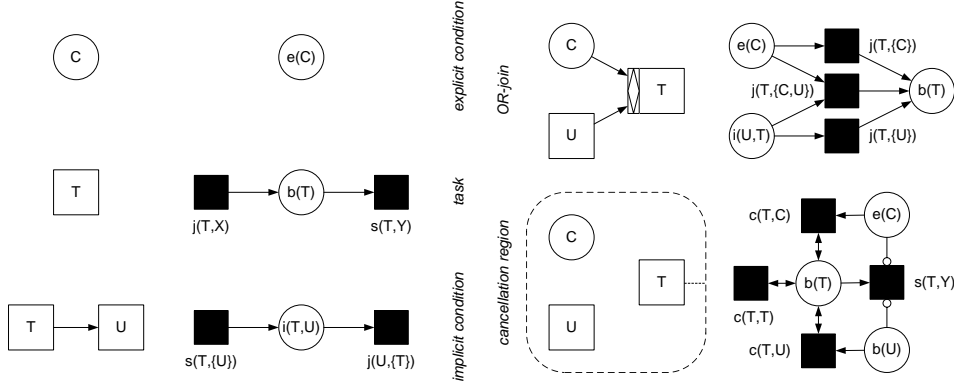 C
e(C)
explicit condition
T
j(T,X)
b(T)
s(T,Y)
task
T
U
s(T,{U})
i(T,U)
j(U,{T})
implicit condition
OR-join
C
T
U
e(C)
j(T,{C})
j(T,{C,U})
b(T)
i(U,T)
j(T,{U})
cancellation region
C
T
U
c(T,C)
e(C)
b(T)
s(T,Y)
c(T,T)
c(T,U)
b(U)